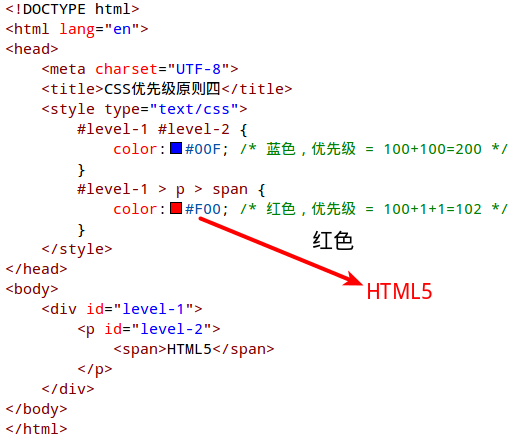 <!DOCTYPE html>
<html lang="en">
<head>
    <meta charset="UTF-8">
    <title>CSS优先级原则四</title>
    <style type="text/css">
        #level-1 #level-2 {
            color:#00F; /* 蓝色，优先级 = 100+100=200 */
        }
        #level-1 > p > span {
            color:#F00; /* 红色，优先级 = 100+1+1=102 */
        }
    </style>
红色
</head>
HTML5
<body>
    <div id="level-1">
        <p id="level-2">
            <span>HTML5</span>
        </p>
    </div>
</body>
</html>